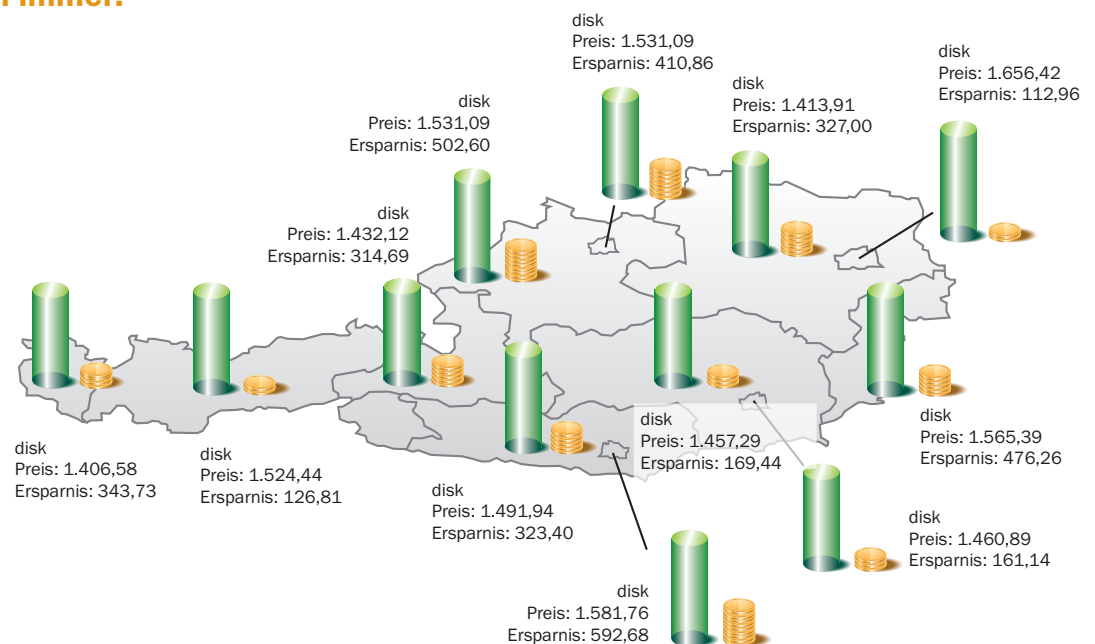 disk
Preis: 1.531,09
Ersparnis: 410,86
disk
Preis: 1.656,42
Ersparnis: 112,96
disk
Preis: 1.413,91
Ersparnis: 327,00
disk
Preis: 1.531,09
Ersparnis: 502,60
disk
Preis: 1.432,12
Ersparnis: 314,69
disk
Preis: 1.406,58
Ersparnis: 343,73
disk
Preis: 1.524,44
Ersparnis: 126,81
disk
Preis: 1.491,94
Ersparnis: 323,40
disk
Preis: 1.457,29
Ersparnis: 169,44
disk
Preis: 1.565,39
Ersparnis: 476,26
disk
Preis: 1.460,89
Ersparnis: 161,14
disk
Preis: 1.581,76
Ersparnis: 592,68